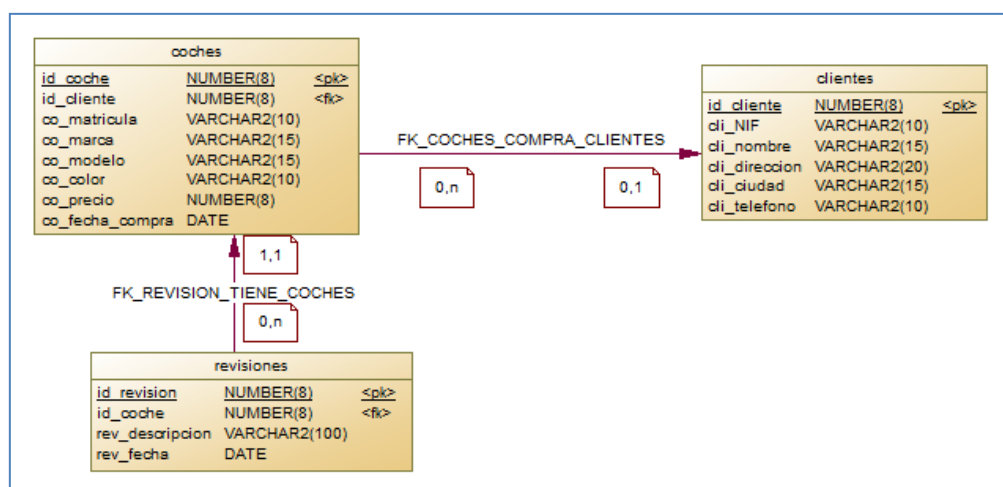 coches
id_coche NUMBER(8) <pk>
id_cliente NUMBER(8) <fk>
co_matricula VARCHAR2(10)
co_marca VARCHAR2(15)
co_modelo VARCHAR2(15)
co_color VARCHAR2(10)
co_precio NUMBER(8)
co_fecha_compra DATE
FK_COCHES_COMPRA_CLIENTES
0,n
0,1
clientes
id_cliente NUMBER(8) <pk>
cli_NIF VARCHAR2(10)
cli_nombre VARCHAR2(15)
cli_direccion VARCHAR2(20)
cli_ciudad VARCHAR2(15)
cli_telefono VARCHAR2(10)
1,1
FK_REVISION_TIENE_COCHES
0,n
revisiones
id_revision NUMBER(8) <pk>
id_coche NUMBER(8) <fk>
rev_descripcion VARCHAR2(100)
rev_fecha DATE